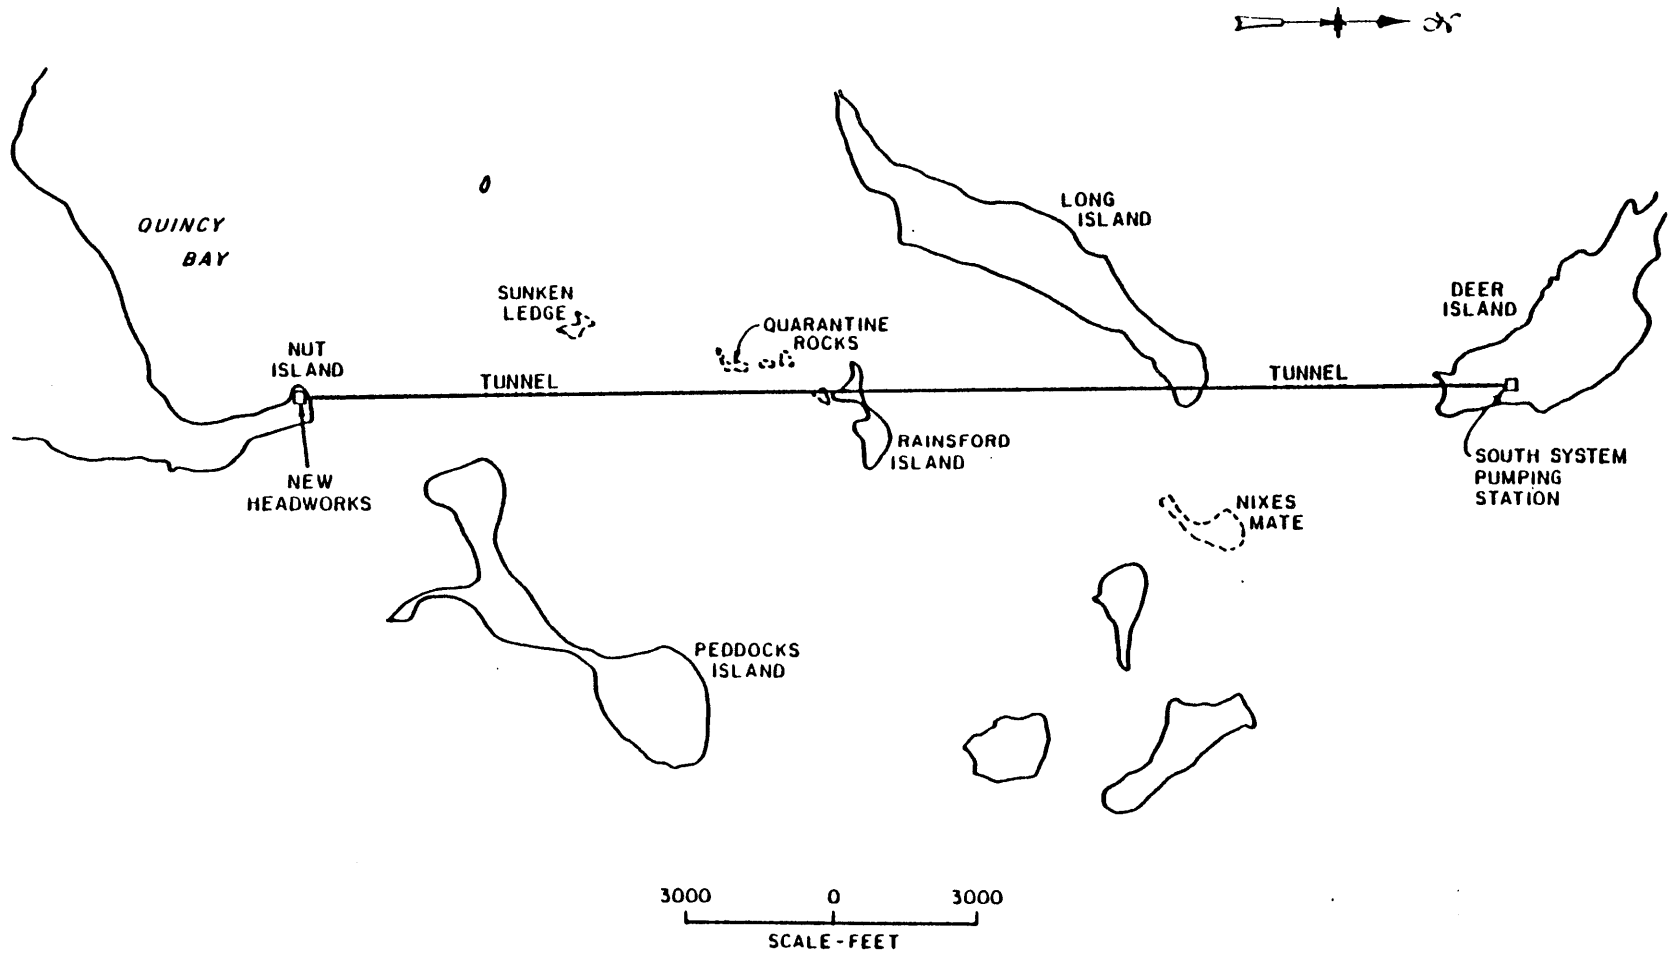 N
QUINCY
BAY
LONG
ISLAND
SUNKEN
LEDGE
DEER
ISLAND
QUARANTINE
ROCKS
NUT
ISLAND
TUNNEL
TUNNEL
RAINSFORD
ISLAND
SOUTH SYSTEM
PUMPING
STATION
NEW
HEADWORKS
NIXES
MATE
PEDDOCKS
ISLAND
3000 0 3000
SCALE-FEET